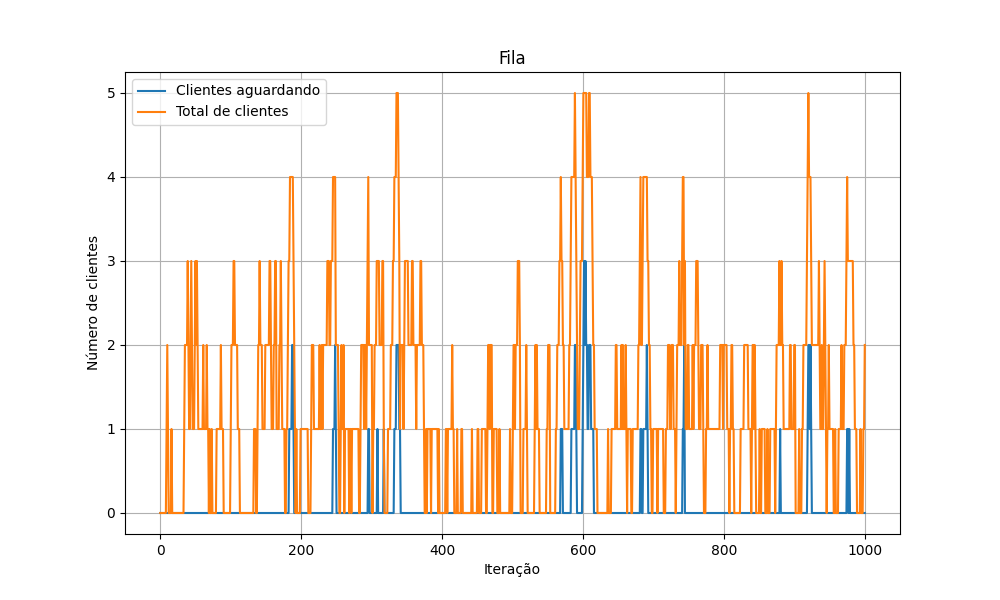 Fila
Clientes aguardando
Total de clientes
5
4
3
2
1
0
Número de clientes
0 200 400 600 800 1000
Iteração